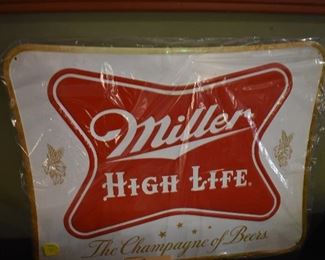 Miller
HIGH LIFE®
The Champagne of Beers.